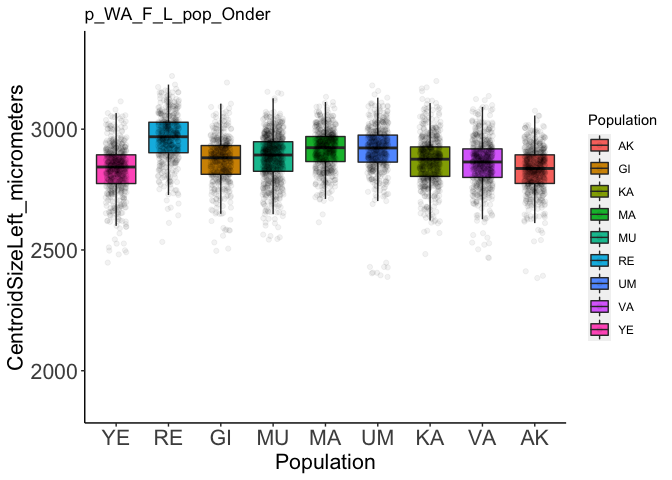 p_WA_F_L_pop_Onder
CentroidSizeLeft_micrometers
3000
2500
2000
YE RE GI MU MA UM KA VA AK
Population
Population
AK
GI
KA
MA
MU
RE
UM
VA
YE